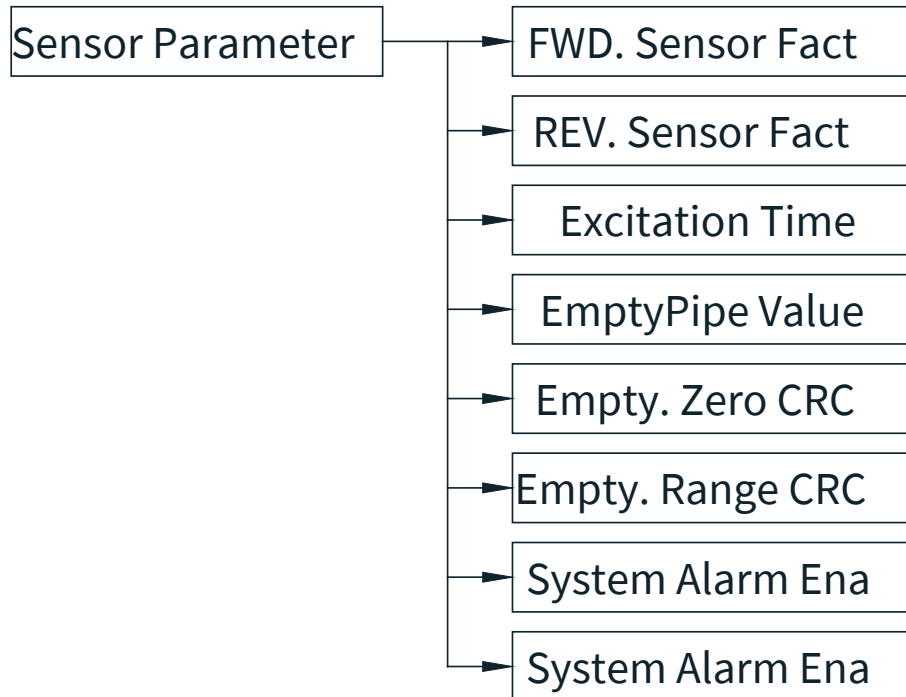 Sensor Parameter
FWD. Sensor Fact
REV. Sensor Fact
Excitation Time
EmptyPipe Value
Empty. Zero CRC
Empty. Range CRC
System Alarm Ena
System Alarm Ena